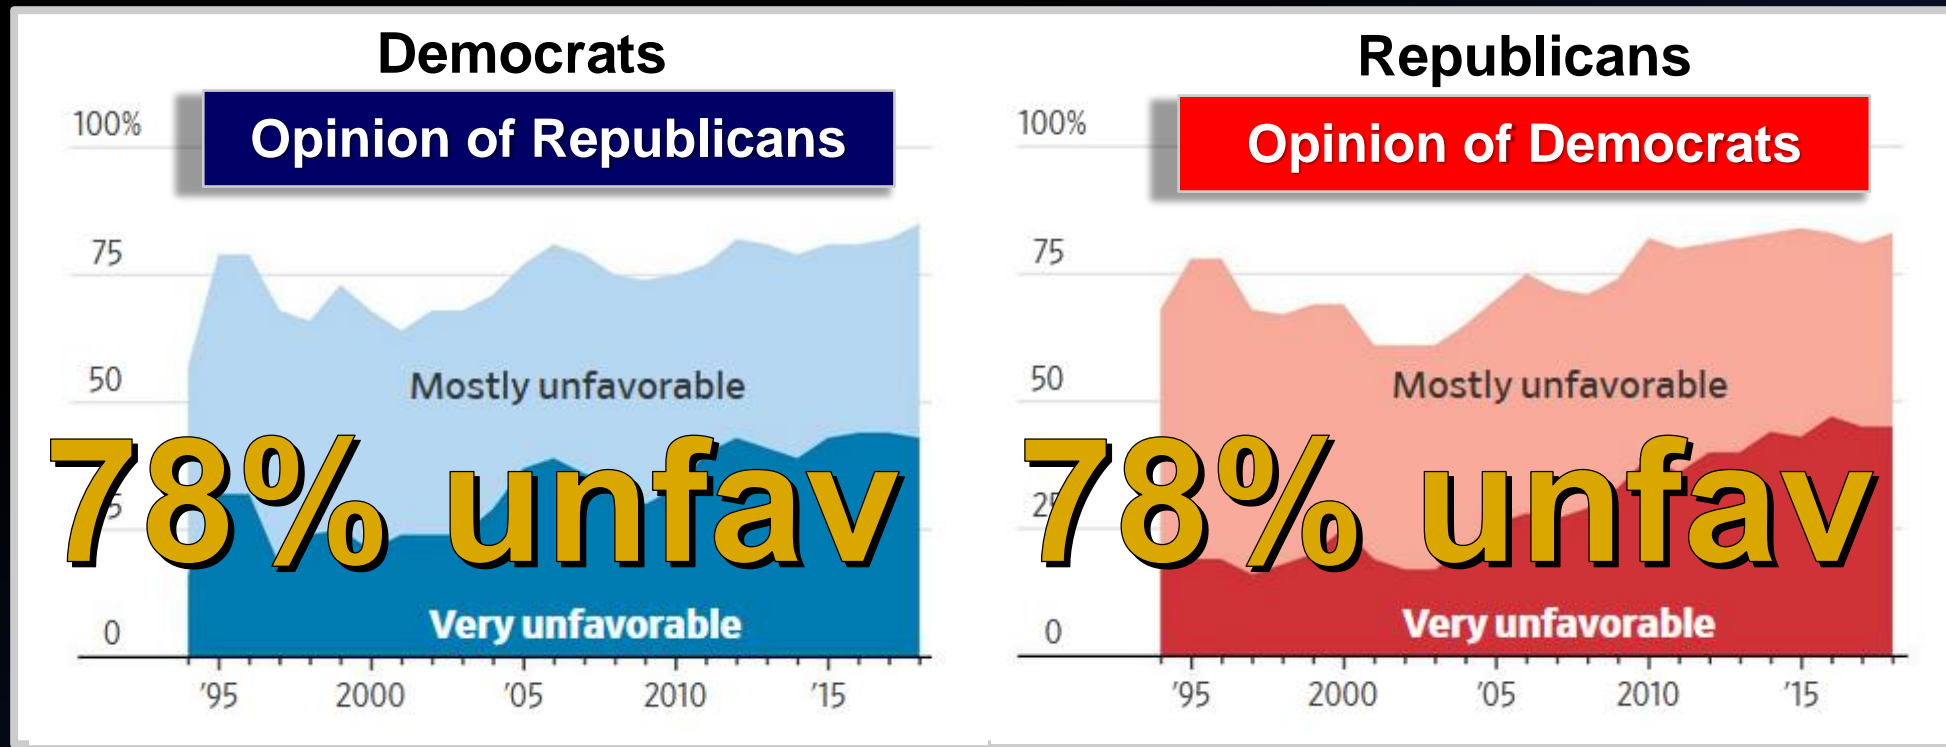 Democrats
Opinion of Republicans
100%
75
50
Mostly unfavorable
78% unfav
Very unfavorable
0
'95 2000 '05 2010 '15
Republicans
Opinion of Democrats
100%
75
50
Mostly unfavorable
25
78% unfav
Very unfavorable
0
'95 2000 '05 2010 '15